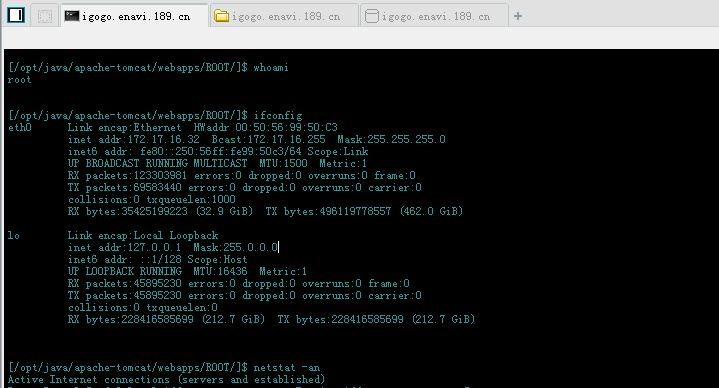 igogo.enavi.189.cn igogo.enavi.189.cn igogo.enavi.189.cn
[/opt/java/apache-tomcat/webapps/ROOT/]$ whoami
root
[/opt/java/apache-tomcat/webapps/ROOT/]$ ifconfig
eth0 Link encap:Ethernet HWaddr 00:50:56:99:50:C3
inet addr:172.17.16.32 Bcast:172.17.16.255 Mask:255.255.255.0
inet6 addr: fe80::250:56ff:fe99:50c3/64 Scope:Link
UP BROADCAST RUNNING MULTICAST MTU:1500 Metric:1
RX packets:123303981 errors:0 dropped:0 overruns:0 frame:0
TX packets:69583440 errors:0 dropped:0 overruns:0 carrier:0
collisions:0 txqueuelen:1000
RX bytes:35425199223 (32.9 GiB) TX bytes:496119778557 (462.0 GiB)
lo Link encap:Local Loopback
inet addr:127.0.0.1 Mask:255.0.0.0
inet6 addr: ::1/128 Scope:Host
UP LOOPBACK RUNNING MTU:16436 Metric:1
RX packets:45895230 errors:0 dropped:0 overruns:0 frame:0
TX packets:45895230 errors:0 dropped:0 overruns:0 carrier:0
collisions:0 txqueuelen:0
RX bytes:228416585699 (212.7 GiB) TX bytes:228416585699 (212.7 GiB)
[/opt/java/apache-tomcat/webapps/ROOT/]$ netstat -an
Active Internet connections (servers and established)